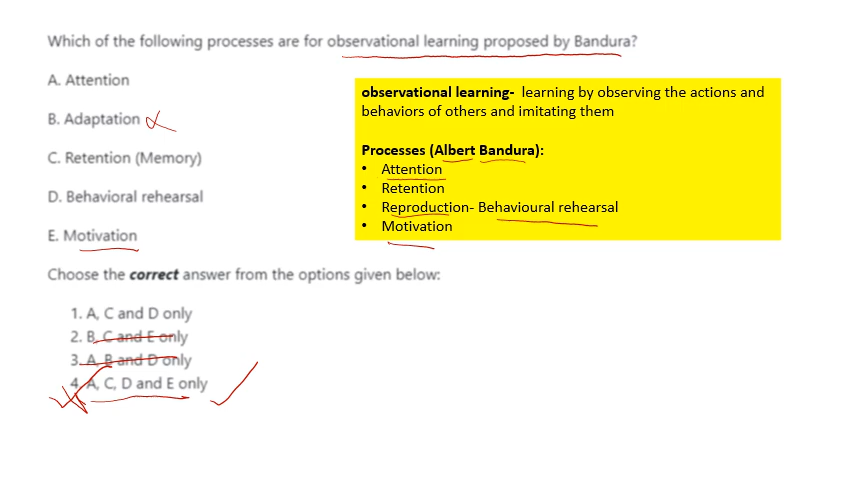 Which of the following processes are for observational learning proposed by Bandura?
A. Attention
B. Adaptation
C. Retention (Memory)
D. Behavioral rehearsal
E. Motivation
observational learning-  learning by observing the actions and
behaviors of others and imitating them
Processes (Albert Bandura):
• Attention
• Retention
• Reproduction- Behavioural rehearsal
• Motivation
Choose the correct answer from the options given below:
1. A, C and D only
2. B, C and E only
3. A, B and D only
4. A, C, D and E only